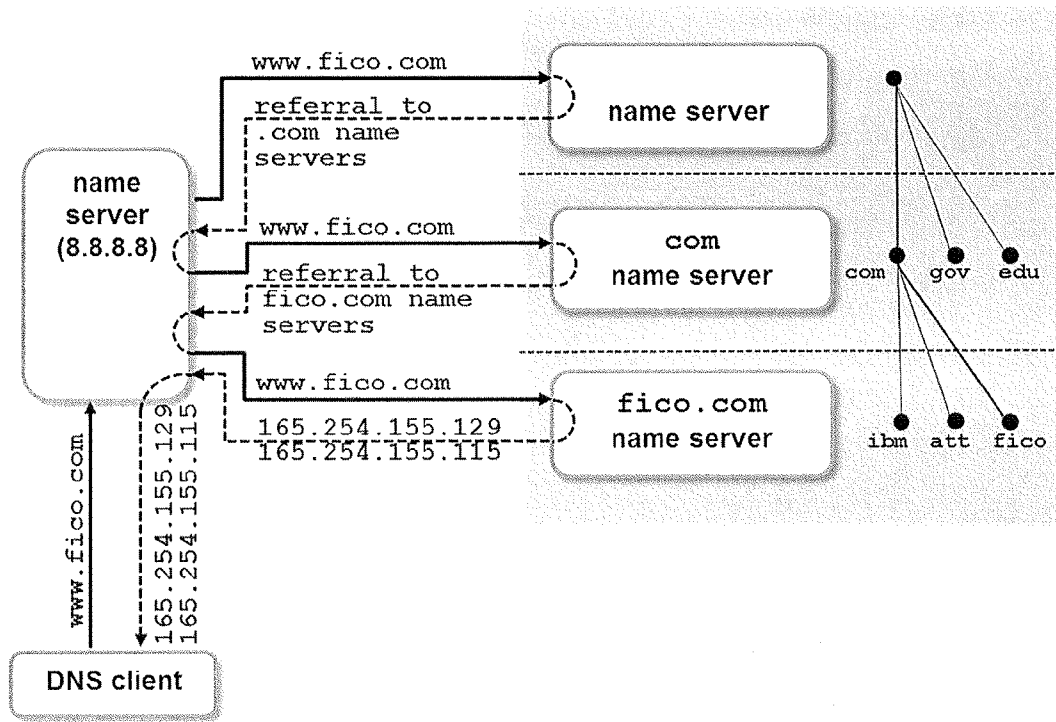 www.fico.com
referral to
.com name
servers
name server
name
server
(8.8.8.8)
www.fico.com
referral to
fico.com name
servers
com
name server
com gov edu
www.fico.com
165.254.155.129
165.254.155.115
fico.com
name server
ibm att fico
www.fico.com
165.254.155.129
165.254.155.115
DNS client